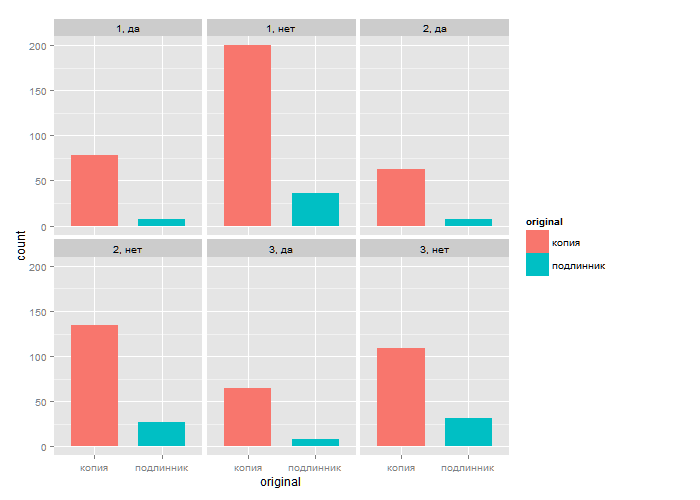 1, да
1, нет
2, да
200
150
100
50
0
count
2, нет
3, да
3, нет
200
150
100
50
0
копия
подлинник
копия
подлинник
копия
подлинник
original
original
копия
подлинник